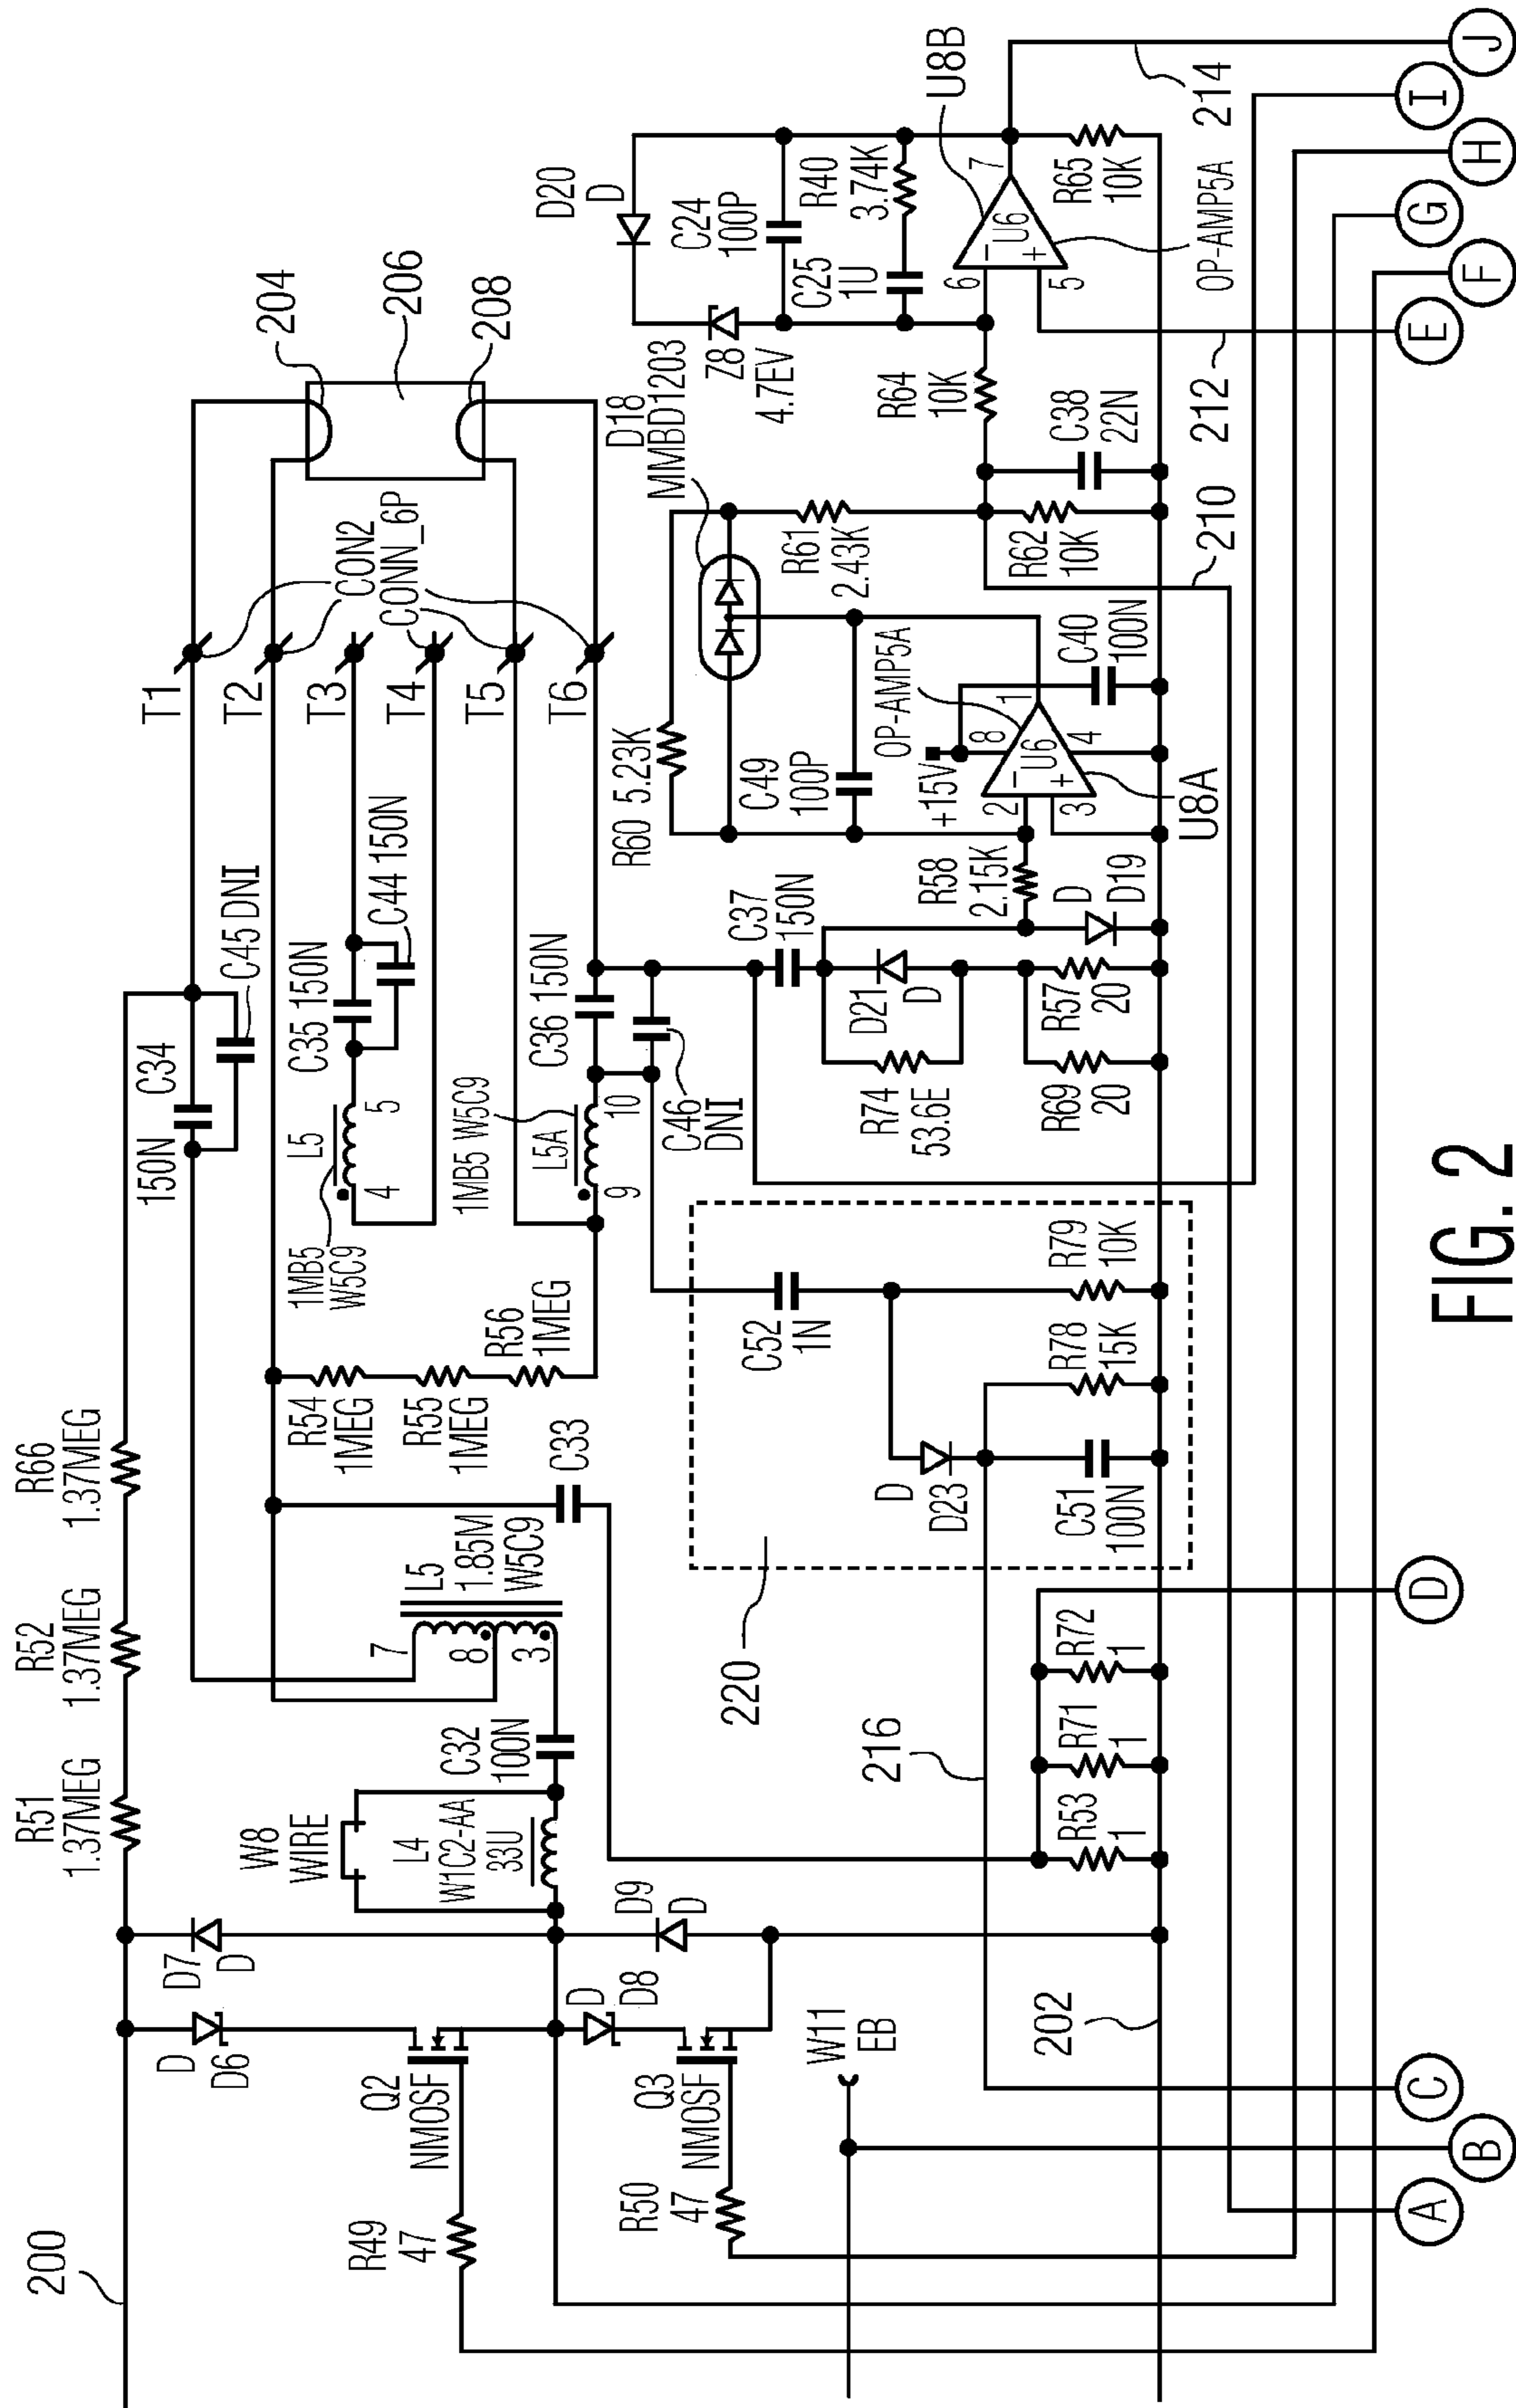 200
R51
1.37MEG
R52
1.37MEG
R66
1.37MEG
D
D6
D7
D
W8
WIRE
L4
W1C2-AA
33U
C32
100N
L5
1.85M
W5C9
7
8
3
C33
R54
1MEG
R55
1MEG
R56
1MEG
150N
C34
C45 DNI
1MB5
W5C9
L5
4
5
C35 150N
C44 150N
T1
T2
T3
T4
T5
T6
CON2
CONN_6P
204
206
208
1MB5 W5C9
L5A
9
10
C36 150N
C46
DNI
Q2
NMOSF
R49
47
D
D8
D9
D
Q3
NMOSF
R50
47
W11
EB
202
216
R53
1
R71
1
R72
1
220
C52
1N
D
D23
C51
100N
R78
15K
R79
10K
C37
150N
D21
D
R74
53.6E
R57
20
R69
20
D
D19
R58
2.15K
R60 5.23K
C49
100P
OP-AMP5A
+15V
2
3
8
4
1
−
+
U6
U8A
C40
100N
D18
MMBD1203
R61
2.43K
R62
10K
210
C38
22N
R64
10K
Z8
4.7EV
D20
D
C24
100P
C25
1U
R40
3.74K
6
5
7
−
+
U6
U8B
OP-AMP5A
R65
10K
212
214
A
B
C
D
E
F
G
H
I
J
FIG. 2